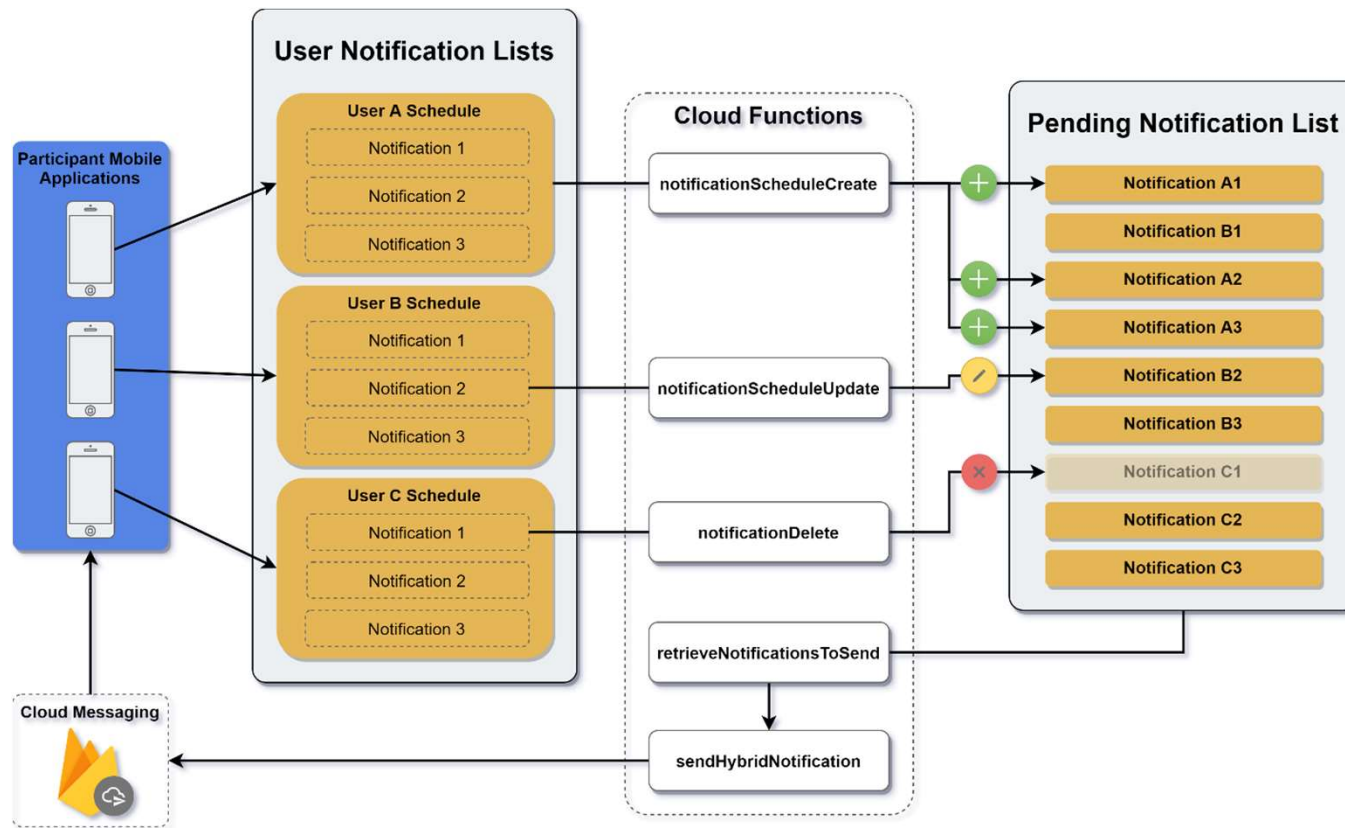 User Notification Lists
User A Schedule
Notification 1
Notification 2
Notification 3
User B Schedule
Notification 1
Notification 2
Notification 3
User C Schedule
Notification 1
Notification 2
Notification 3
Participant Mobile
Applications
Cloud Messaging
Cloud Functions
notificationScheduleCreate
notificationScheduleUpdate
notificationDelete
retrieveNotificationsToSend
sendHybridNotification
Pending Notification List
Notification A1
Notification B1
Notification A2
Notification A3
Notification B2
Notification B3
Notification C1
Notification C2
Notification C3